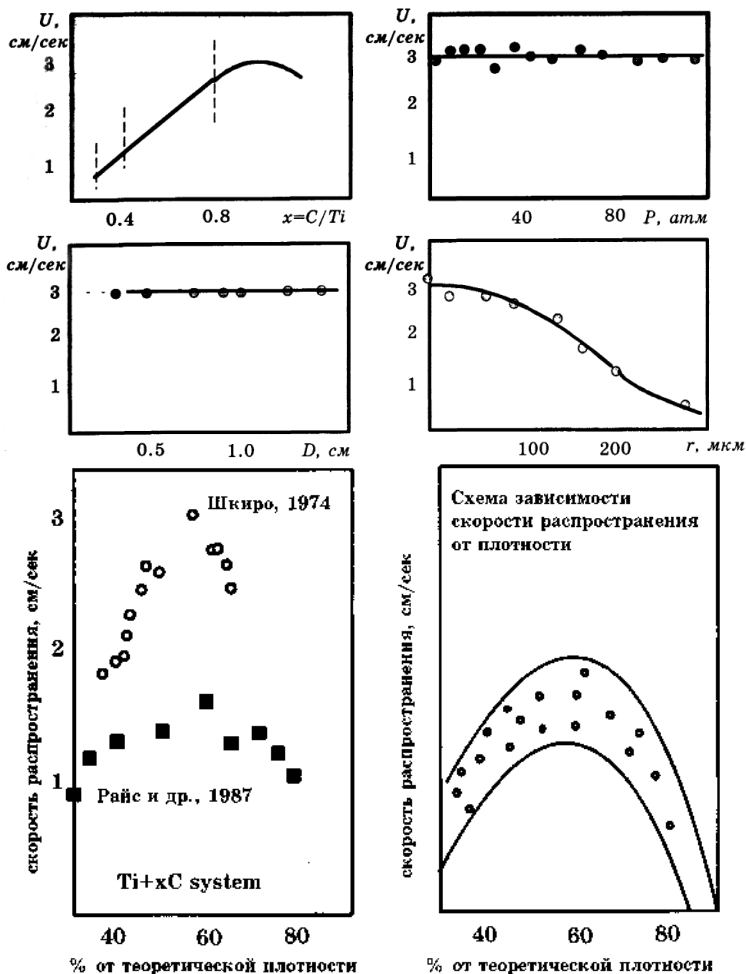 U,
см/сек
3
2
1
0.4 0.8 x=C/Ti
U,
см/сек
3
2
1
40 80 P, атм
U,
см/сек
3
2
1
0.5 1.0 D, см
U,
см/сек
3
2
1
100 200 r, мкм
скорость распространения, см/сек
3
2
1
Шкиро, 1974
Райс и др., 1987
Ti+xC system
40 60 80
% от теоретической плотности
скорость распространения, см/сек
Схема зависимости
скорости распространения
от плотности
40 60 80
% от теоретической плотности